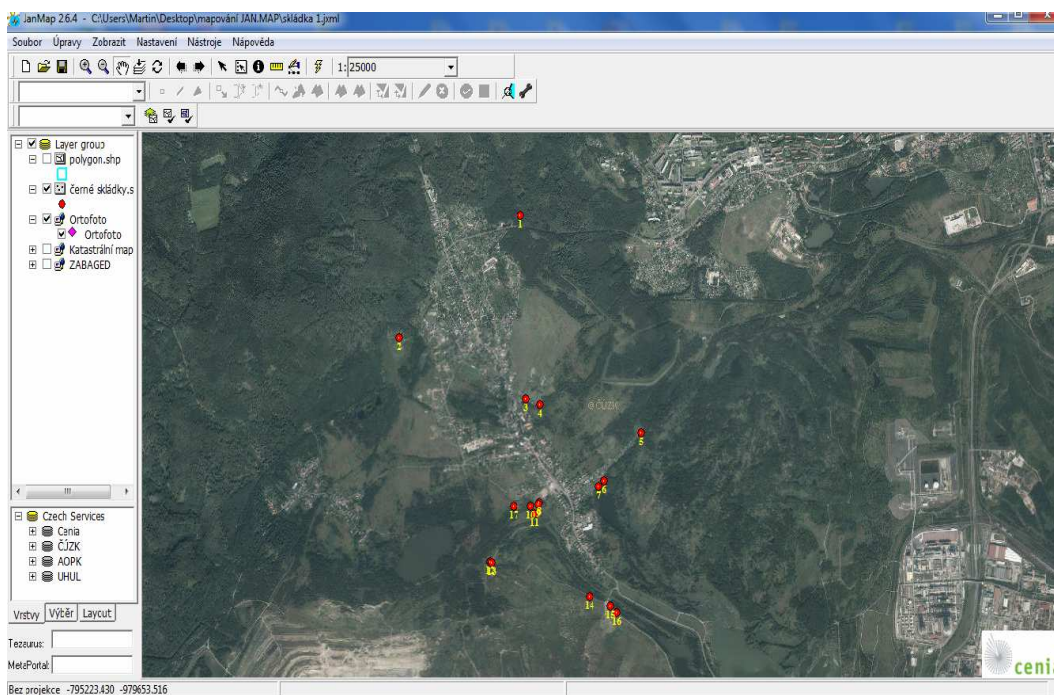 JanMap 2.6.4 - C:\Users\Martin\Desktop\mapování JAN.MAP\skládka 1.jxml
Soubor Úpravy Zobrazit Nastavení Nástroje Nápověda
1: 25000
Layer group
polygon.shp
černé skládky.s
Ortofoto
Ortofoto
Katastrální map
ZABAGED
Czech Services
Cenia
ČÚZK
AOPK
UHUL
Vrstvy Výběr Layout
Tezaurus:
MetaPortal:
Bez projekce -795223.430 -979653.516
1
2
3
4
© ČÚZK
5
6
7
17
10
9
11
13
14
15
16
cenia